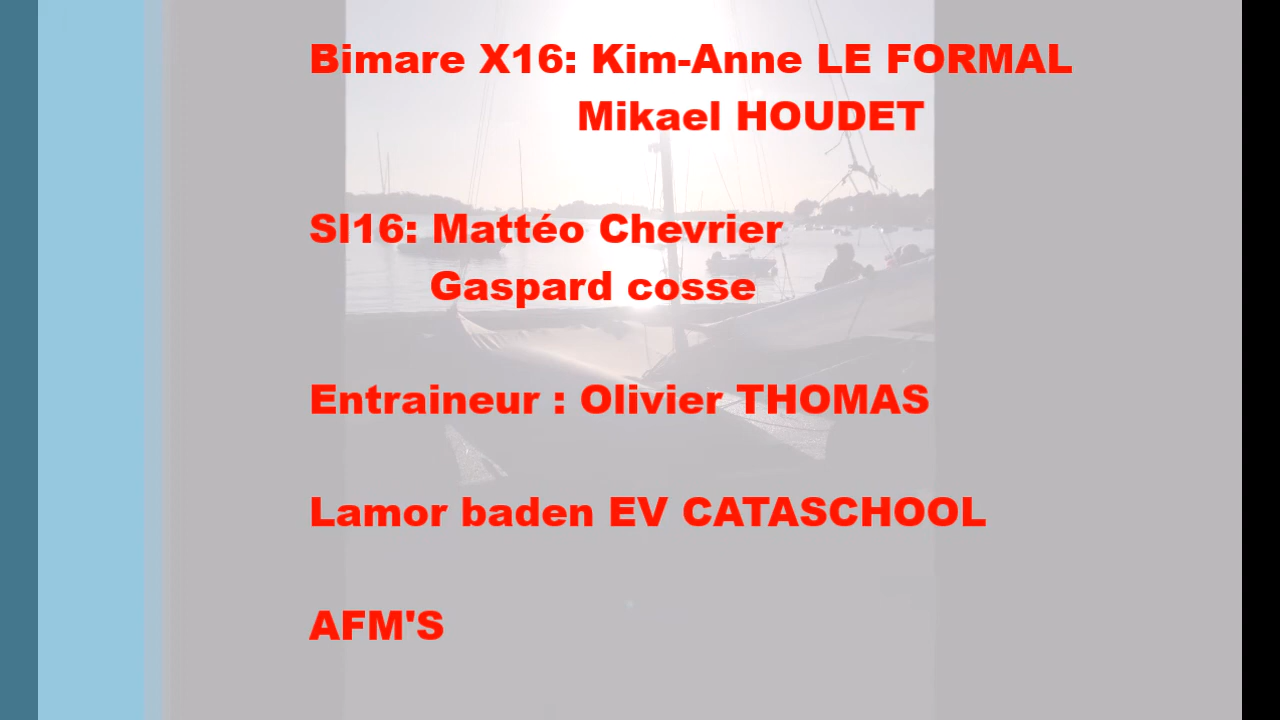 Bimare X16: Kim-Anne LE FORMAL
Mikael HOUDET
Sl16: Mattéo Chevrier
Gaspard cosse
Entraineur : Olivier THOMAS
Lamor baden EV CATASCHOOL
AFM'S